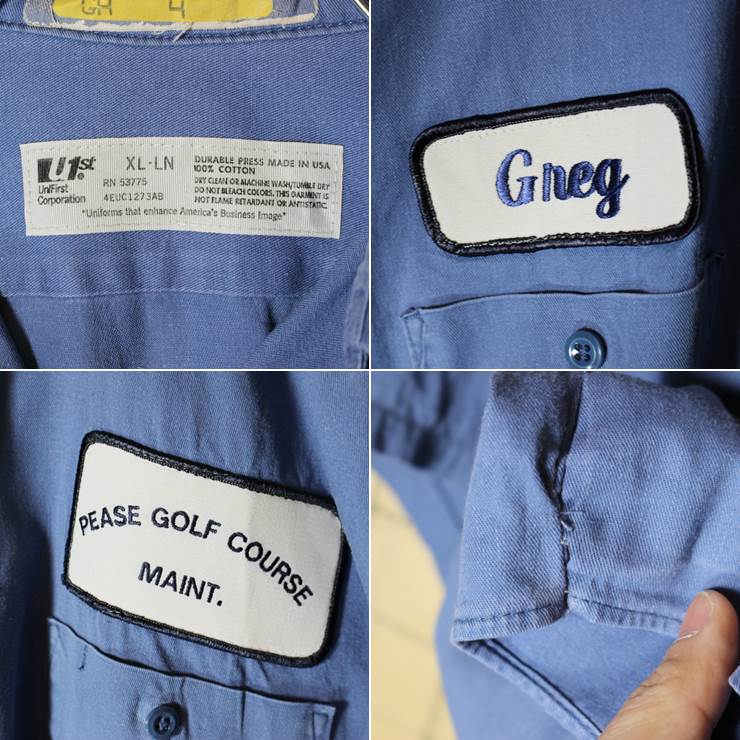 GA 4
U1st
UniFirst
Corporation
XL-LN
RN 53775
4EUC1273AB
DURABLE PRESS MADE IN USA
100% COTTON
DRY CLEAN OR MACHINE WASH/TUMBLE DRY
DO NOT BLEACH COLORS. THIS GARMENT IS
NOT FLAME RETARDANT OR ANTISTATIC.
"Uniforms that enhance America's Business Image"
Greg
PEASE GOLF COURSE
MAINT.